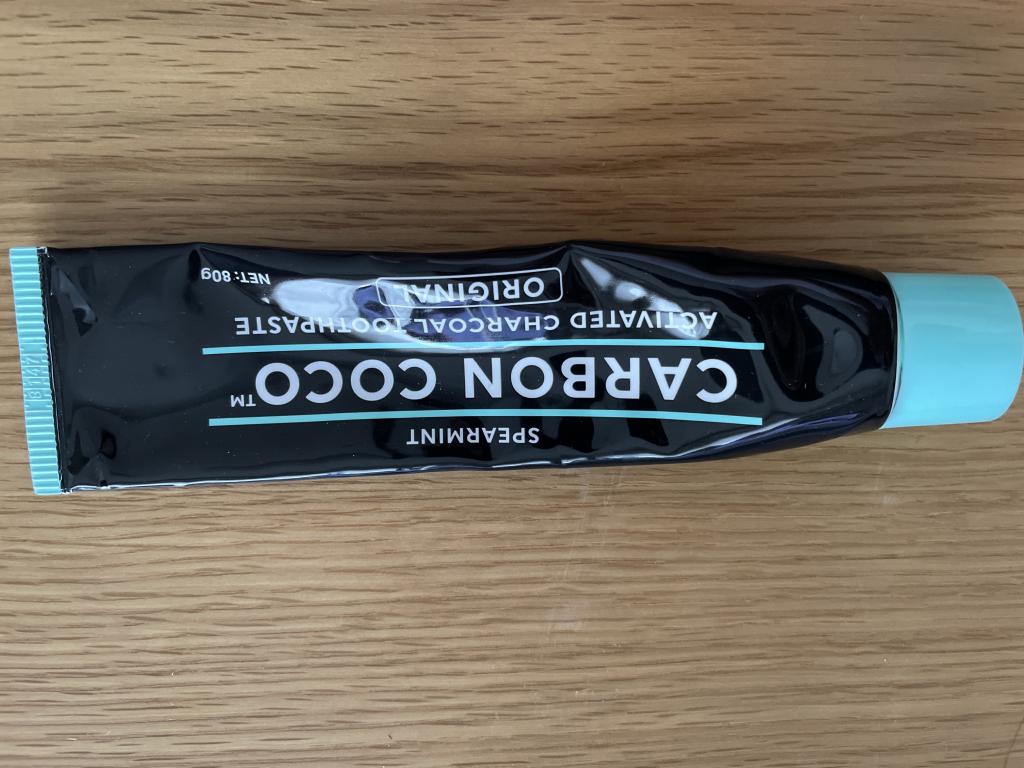 SPEARMINT
CARBON COCO™
ACTIVATED CHARCOAL TOOTHPASTE
ORIGINAL
NET: 80g